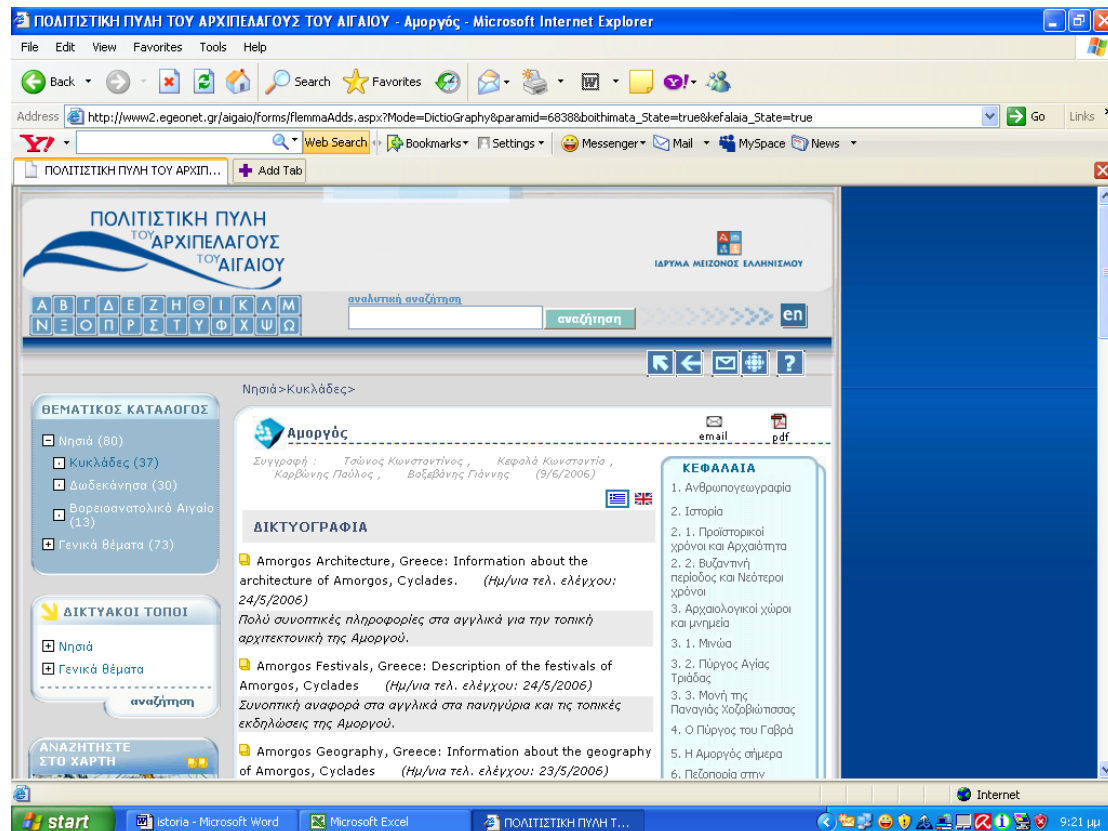 ΠΟΛΙΤΙΣΤΙΚΗ ΠΥΛΗ ΤΟΥ ΑΡΧΙΠΕΛΑΓΟΥΣ ΤΟΥ ΑΙΓΑΙΟΥ - Αμοργός - Microsoft Internet Explorer
File Edit View Favorites Tools Help
Back Search Favorites
Address http://www2.egeonet.gr/aigaio/forms/flemmaAdds.aspx?Mode=DictioGraphy&paramid=6838&boithimata_State=true&kefalaia_State=true Go Links
Y! Web Search Bookmarks Settings Messenger Mail MySpace News
ΠΟΛΙΤΙΣΤΙΚΗ ΠΥΛΗ ΤΟΥ ΑΡΧΙΠ... Add Tab
ΠΟΛΙΤΙΣΤΙΚΗ ΠΥΛΗ
ΤΟΥ ΑΡΧΙΠΕΛΑΓΟΥΣ
ΤΟΥ ΑΙΓΑΙΟΥ
ΙΔΡΥΜΑ ΜΕΙΖΟΝΟΣ ΕΛΛΗΝΙΣΜΟΥ
Α Β Γ Δ Ε Ζ Η Θ Ι Κ Λ Μ
Ν Ξ Ο Π Ρ Σ Τ Υ Φ Χ Ψ Ω
αναλυτική αναζήτηση
αναζήτηση
en
?
Νησιά>Κυκλάδες>
ΘΕΜΑΤΙΚΟΣ ΚΑΤΑΛΟΓΟΣ
Νησιά (80)
Κυκλάδες (37)
Δωδεκάνησα (30)
Βορειοανατολικό Αιγαίο
(13)
Γενικά θέματα (73)
ΔΙΚΤΥΑΚΟΙ ΤΟΠΟΙ
Νησιά
Γενικά θέματα
αναζήτηση
ΑΝΑΖΗΤΗΣΤΕ
ΣΤΟ ΧΑΡΤΗ
Αμοργός
email pdf
Συγγραφή : Τσώνος Κωνσταντίνος , Κεφαλά Κωνσταντία ,
Καρβώνης Παύλος , Βαξεβάνης Γιάννης (9/6/2006)
ΔΙΚΤΥΟΓΡΑΦΙΑ
Amorgos Architecture, Greece: Information about the
architecture of Amorgos, Cyclades. (Ημ/νια τελ. ελέγχου:
24/5/2006)
Πολύ συνοπτικές πληροφορίες στα αγγλικά για την τοπική
αρχιτεκτονική της Αμοργού.
Amorgos Festivals, Greece: Description of the festivals of
Amorgos, Cyclades (Ημ/νια τελ. ελέγχου: 24/5/2006)
Συνοπτική αναφορά στα αγγλικά στα πανηγύρια και τις τοπικές
εκδηλώσεις της Αμοργού.
Amorgos Geography, Greece: Information about the geography
of Amorgos, Cyclades (Ημ/νια τελ. ελέγχου: 23/5/2006)
ΚΕΦΑΛΑΙΑ
1. Ανθρωπογεωγραφία
2. Ιστορία
2. 1. Προϊστορικοί
χρόνοι και Αρχαιότητα
2. 2. Βυζαντινή
περίοδος και Νεότεροι
χρόνοι
3. Αρχαιολογικοί χώροι
και μνημεία
3. 1. Μινώα
3. 2. Πύργος Αγίας
Τριάδας
3. 3. Μονή της
Παναγιάς Χοζοβιώτισσας
4. Ο Πύργος του Γαβρά
5. Η Αμοργός σήμερα
6. Πεζοπορία στην
Internet
start istoria - Microsoft Word Microsoft Excel ΠΟΛΙΤΙΣΤΙΚΗ ΠΥΛΗ Τ... 9:21 μμ